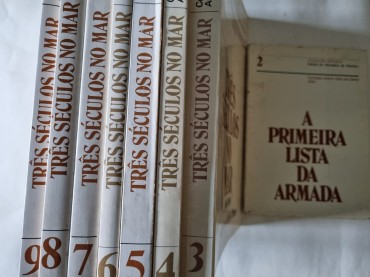 TRÊS SÉCULOS NO MAR
9
TRÊS SÉCULOS NO MAR
8
TRÊS SÉCULOS NO MAR
7
TRÊS SÉCULOS NO MAR
6
TRÊS SÉCULOS NO MAR
5
TRÊS SÉCULOS NO MAR
4
TRÊS SÉCULOS NO MAR
3
2
A
PRIMEIRA
LISTA
DA
ARMADA